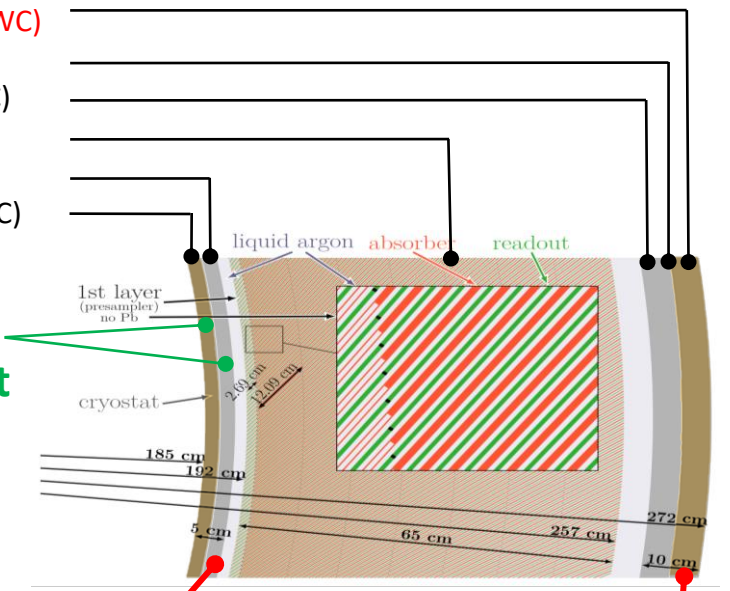 WC)
)
C)
liquid argon absorber readout
1st layer
(presampler)
no Pb
t
2.69 cm
12.09 cm
cryostat
185 cm
192 cm
272 cm
5 cm
65 cm
257 cm
10 cm